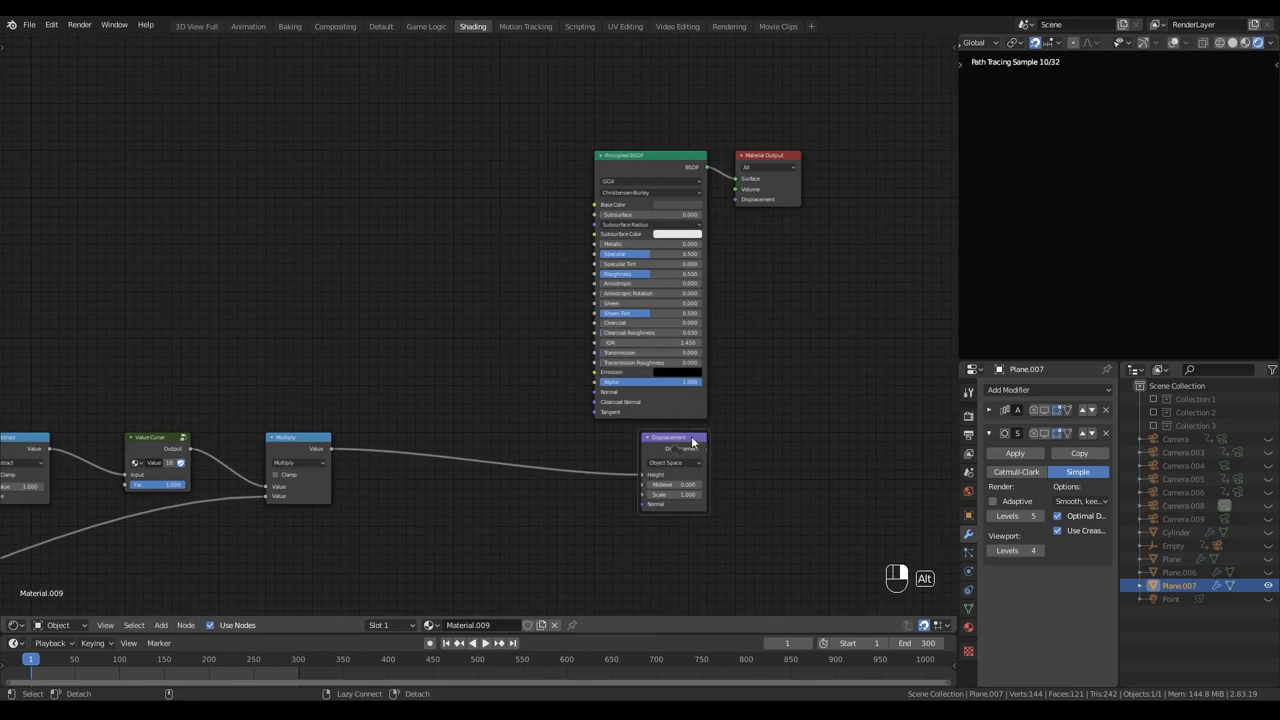 File Edit Render Window Help 3D View Full Animation Baking Compositing Default Game Logic Shading Motion Tracking Scripting UV Editing Video Editing Rendering Movie Clips + Scene RenderLayer
Global
Path Tracing Sample 10/32
Principled BSDF
BSDF
GGX
Christensen-Burley
Base Color
Subsurface 0.000
Subsurface Radius
Subsurface Color
Metallic 0.000
Specular 0.500
Specular Tint 0.000
Roughness 0.500
Anisotropic 0.000
Anisotropic Rotation 0.000
Sheen 0.000
Sheen Tint 0.500
Clearcoat 0.000
Clearcoat Roughness 0.030
IOR 1.450
Transmission 0.000
Transmission Roughness 0.000
Emission
Alpha 1.000
Normal
Clearcoat Normal
Tangent
Material Output
All
Surface
Volume
Displacement
tract
Value
tract
Clamp
1.000
Value Curve
Output
Value 18
Input
Fac 1.000
Multiply
Value
Multiply
Clamp
Value
Value
Displacement
Object Space
Height
Midlevel 0.000
Scale 1.000
Normal
Alt
Material.009
Plane.007
Add Modifier
A
S
Apply Copy
Catmull-Clark Simple
Render: Options:
Adaptive Smooth, kee...
Levels 5 Optimal D...
Use Creas...
Viewport:
Levels 4
Scene Collection
Collection 1
Collection 2
Collection 3
Camera
Camera.003
Camera.004
Camera.005
Camera.006
Camera.008
Camera.009
Cylinder
Empty
Plane
Plane.006
Plane.007
Point
Object View Select Add Node Use Nodes Slot 1 Material.009
Playback Keying View Marker 1 Start 1 End 300
1 50 100 150 200 250 300 350 400 450 500 550 600 650 700 750 800 850 900 950 1000
Select Detach Lazy Connect Detach Scene Collection | Plane.007 | Verts:144 | Faces:121 | Tris:242 | Objects:1/1 | Mem: 144.8 MiB | 2.83.19